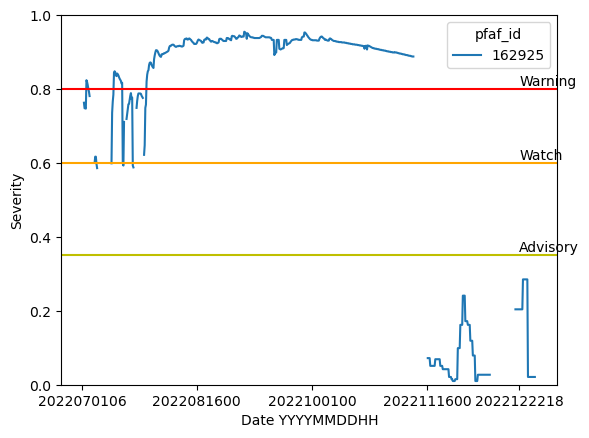 pfaf_id
162925
1.0
0.8
0.6
0.4
0.2
0.0
Severity
Warning
Watch
Advisory
2022070106
2022081600
2022100100
2022111600
2022122218
Date YYYYMMDDHH